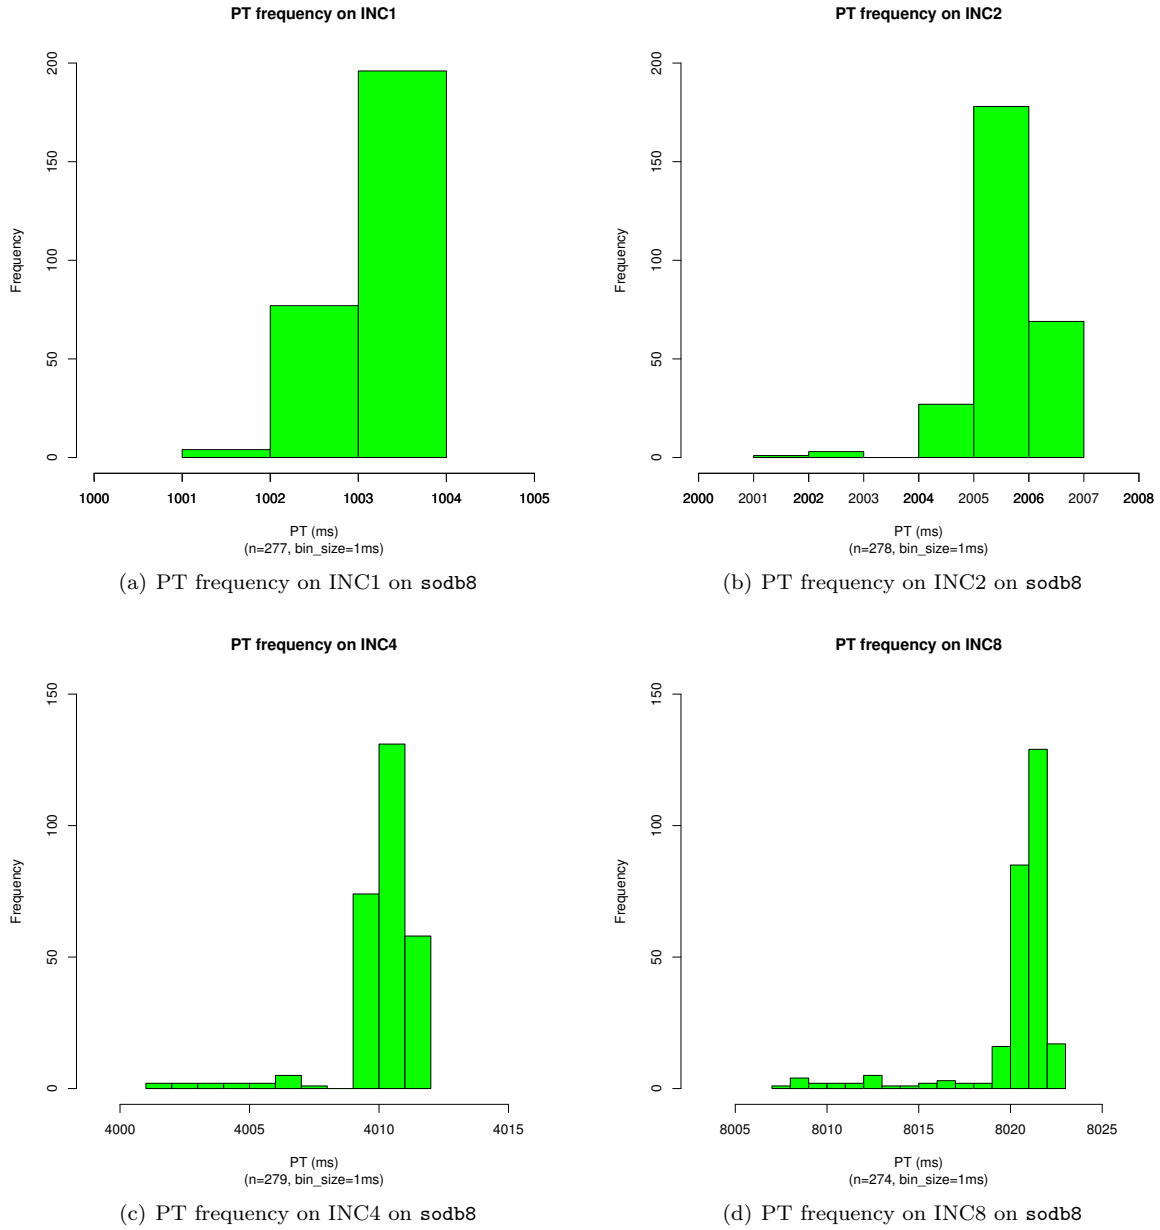 PT frequency on INC1
Frequency
0
50
100
150
200
1000 1001 1002 1003 1004 1005
PT (ms)
(n=277, bin_size=1ms)
(a) PT frequency on INC1 on sodb8
PT frequency on INC2
Frequency
0
50
100
150
200
2000 2001 2002 2003 2004 2005 2006 2007 2008
PT (ms)
(n=278, bin_size=1ms)
(b) PT frequency on INC2 on sodb8
PT frequency on INC4
Frequency
0
50
100
150
4000 4005 4010 4015
PT (ms)
(n=279, bin_size=1ms)
(c) PT frequency on INC4 on sodb8
PT frequency on INC8
Frequency
0
50
100
150
8005 8010 8015 8020 8025
PT (ms)
(n=274, bin_size=1ms)
(d) PT frequency on INC8 on sodb8